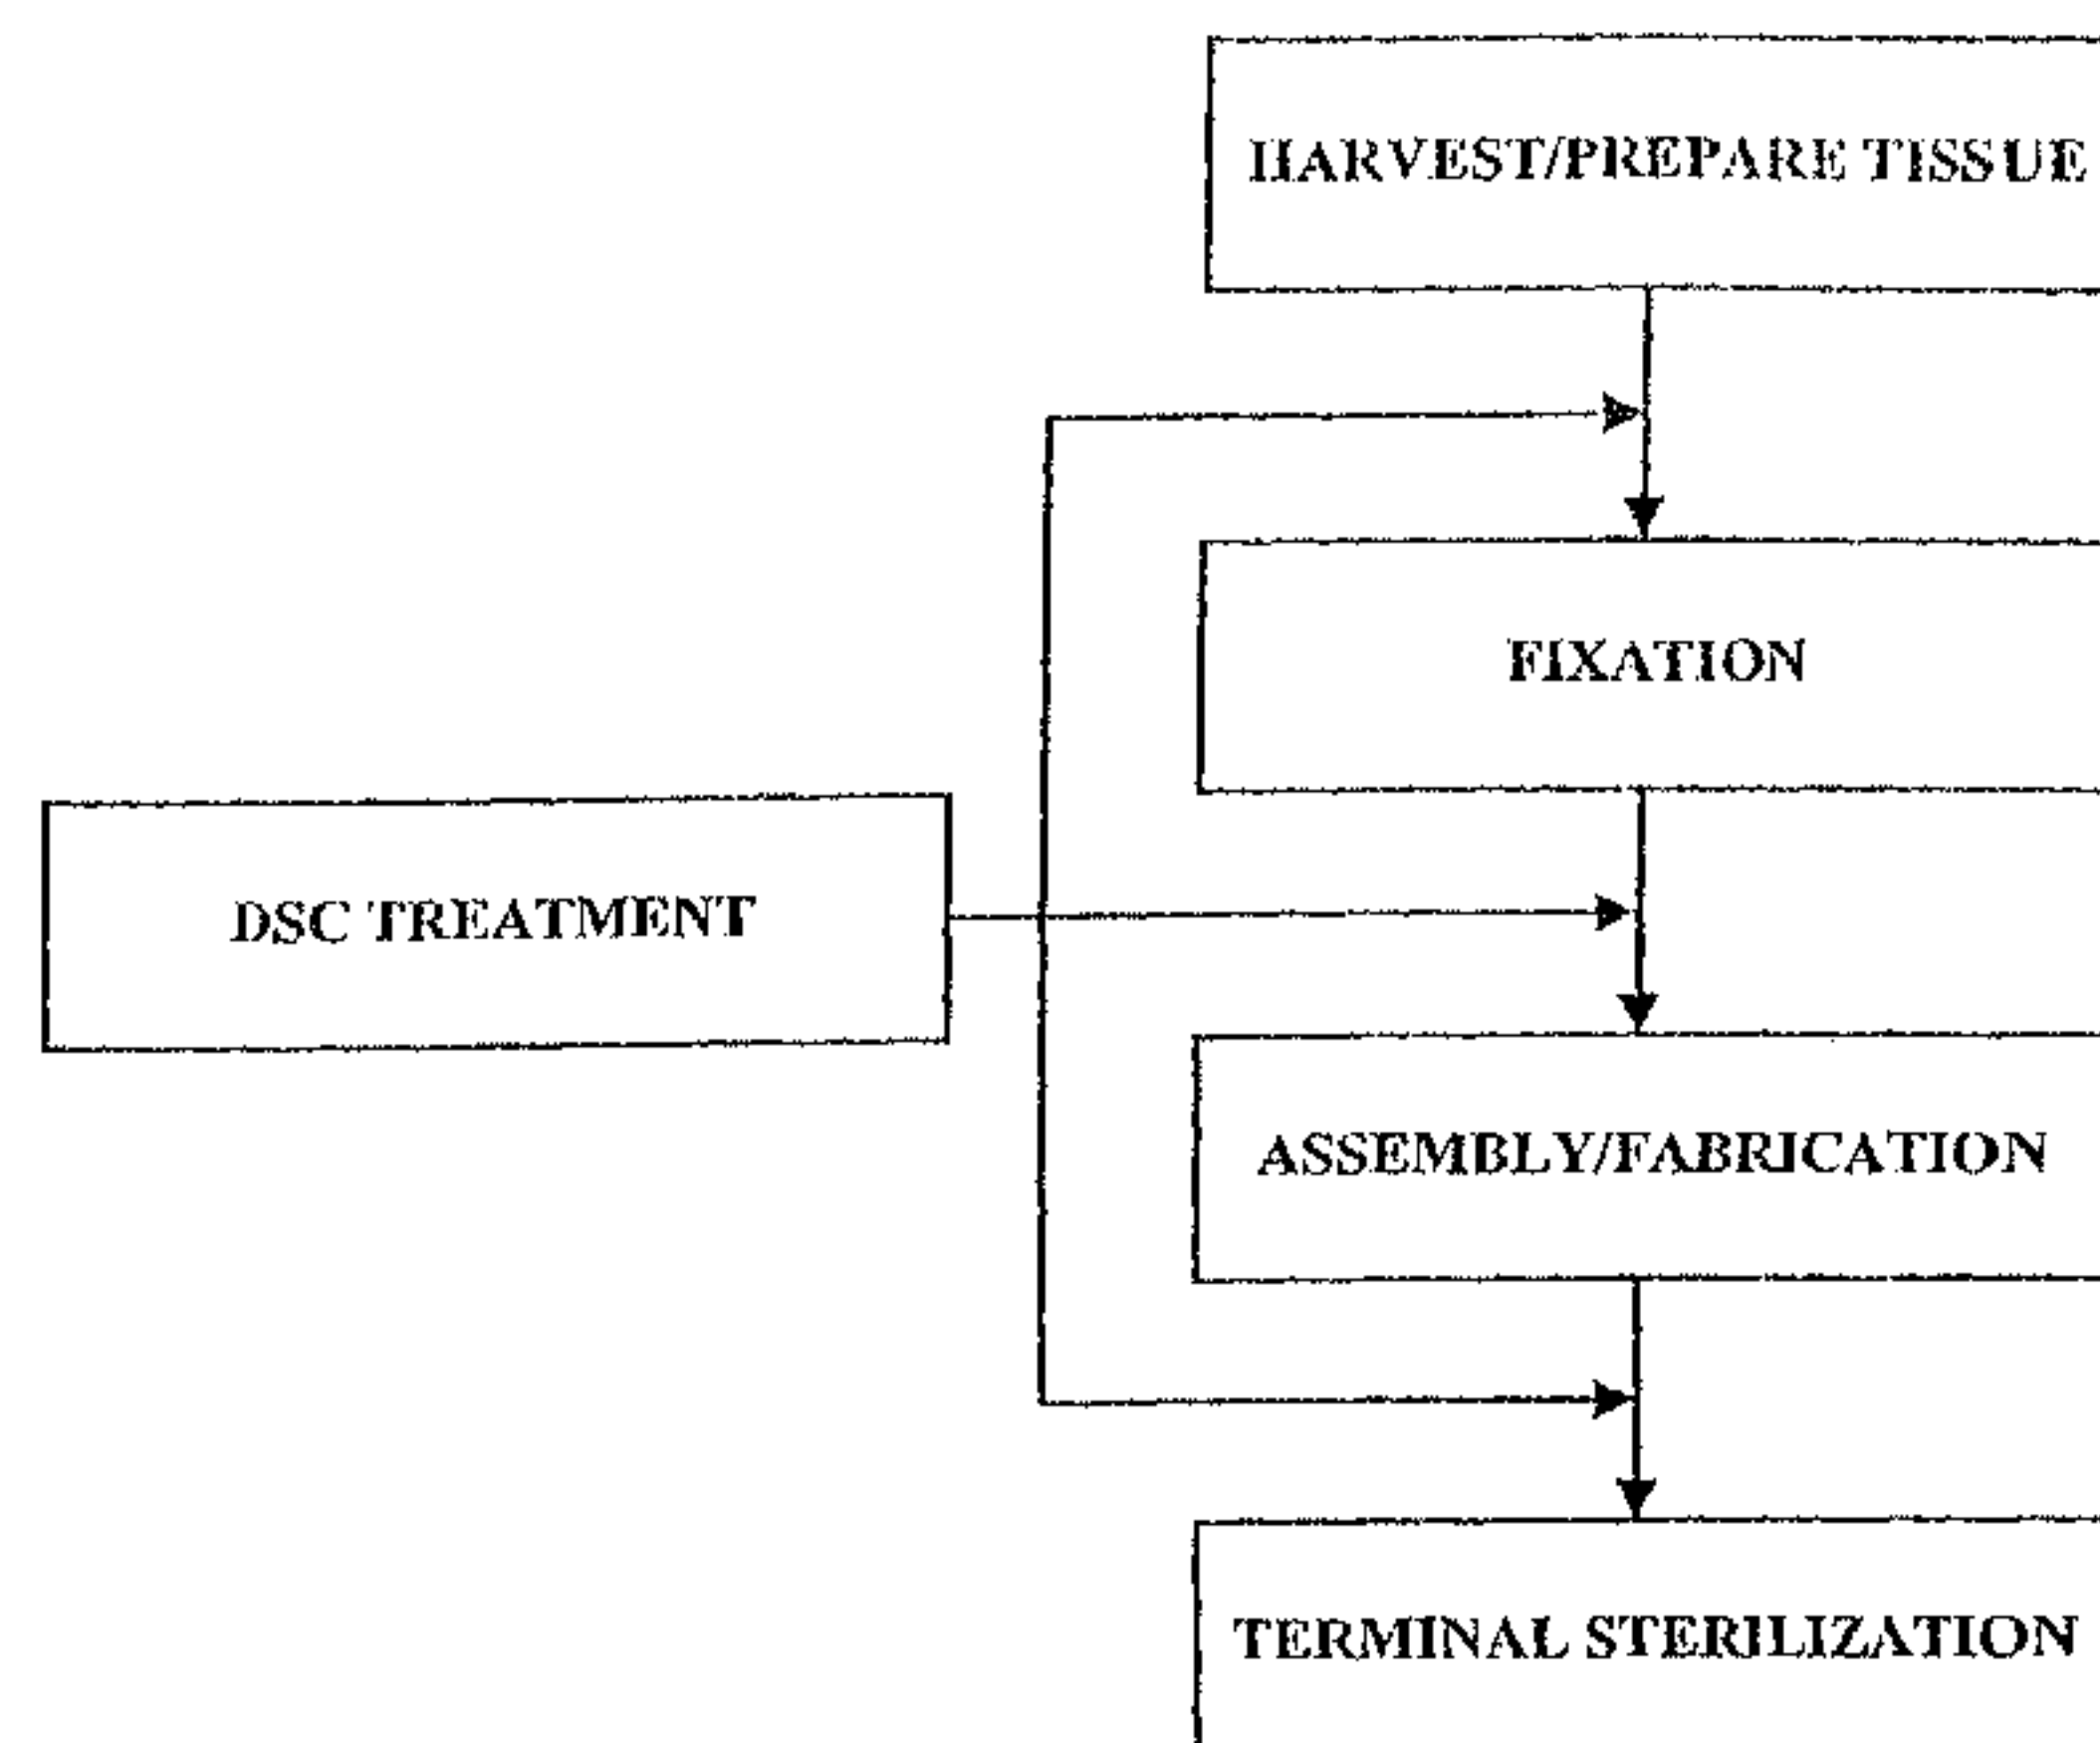 HARVEST/PREPARE TISSUE
FIXATION
DSC TREATMENT
ASSEMBLY/FABRICATION
TERMINAL STERILIZATION